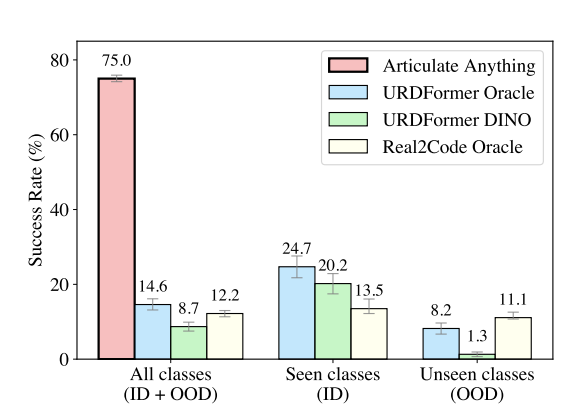 Success Rate (%)
80
60
40
20
0
75.0
14.6
8.7
12.2
24.7
20.2
13.5
8.2
1.3
11.1
Articulate Anything
URDFormer Oracle
URDFormer DINO
Real2Code Oracle
All classes
(ID + OOD)
Seen classes
(ID)
Unseen classes
(OOD)